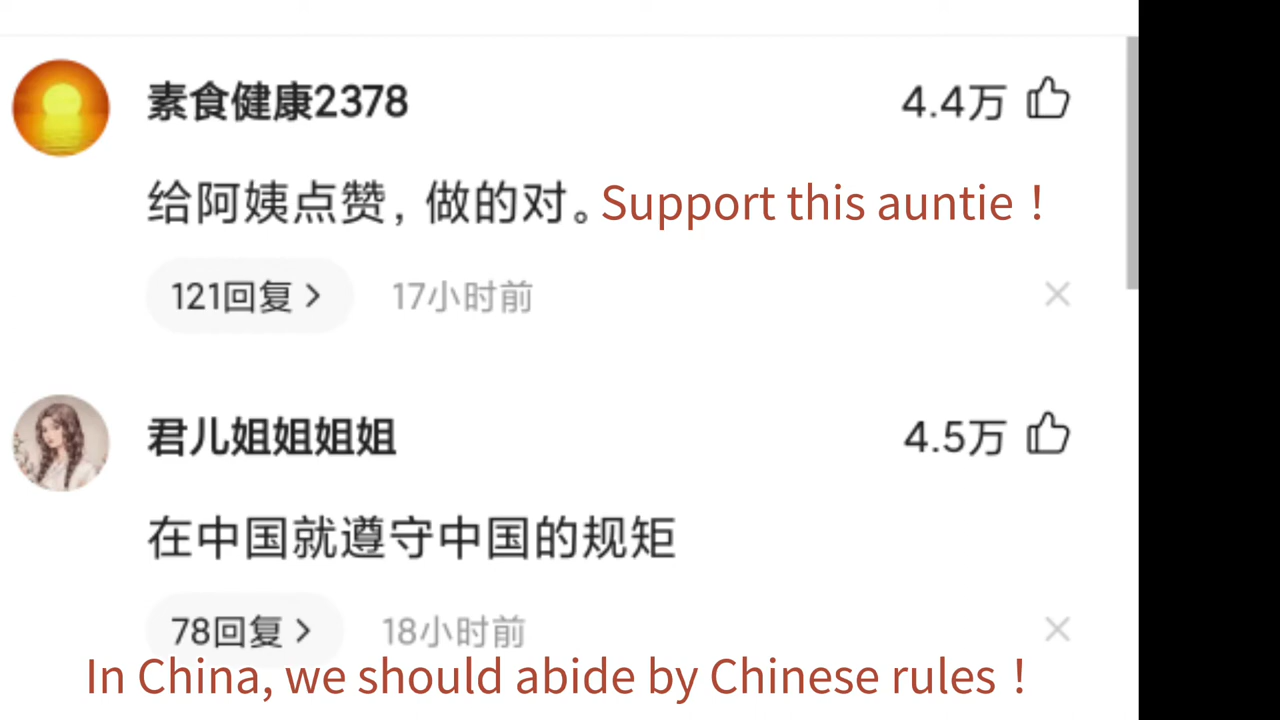 素食健康2378 4.4万
给阿姨点赞，做的对。Support this auntie！
121回复 > 17小时前
君儿姐姐姐姐 4.5万
在中国就遵守中国的规矩
78回复 > 18小时前
In China, we should abide by Chinese rules！